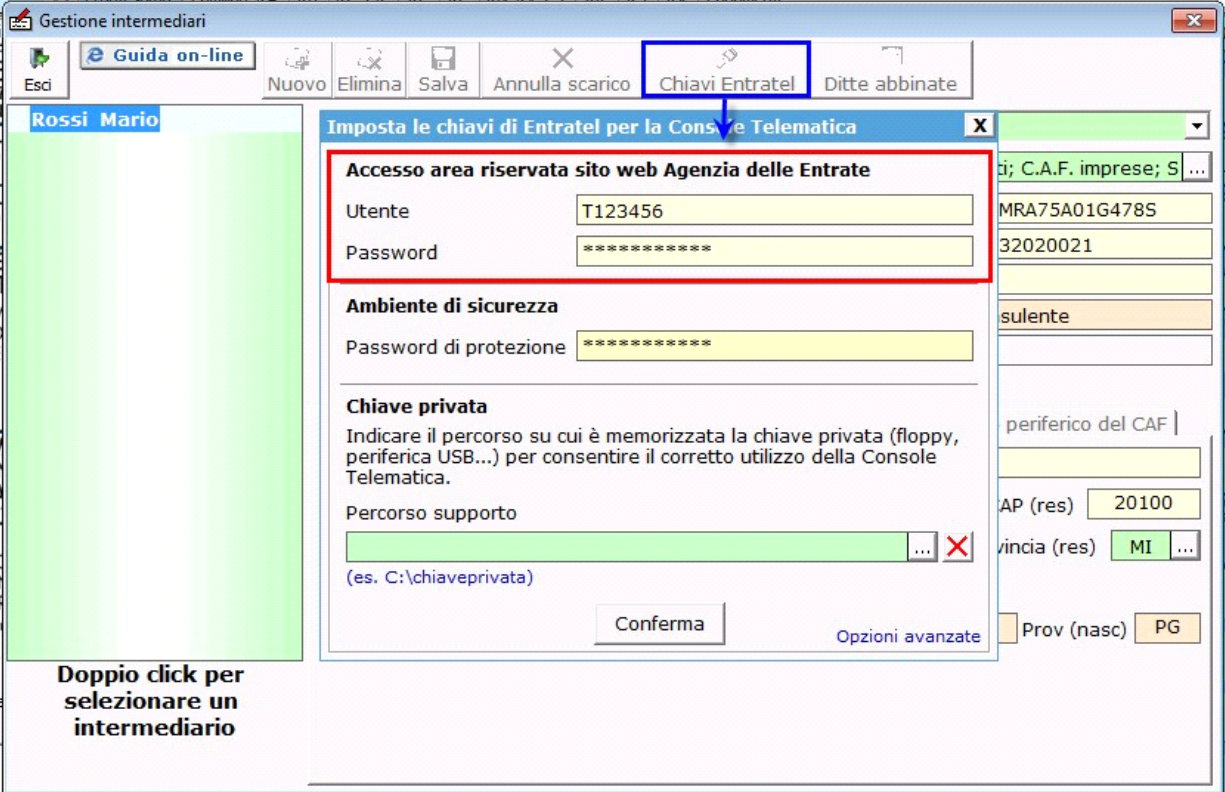 Gestione intermediari
Esci
Guida on-line
Nuovo
Elimina
Salva
Annulla scarico
Chiavi Entratel
Ditte abbinate
Rossi Mario
Imposta le chiavi di Entratel per la Console Telematica
X
Accesso area riservata sito web Agenzia delle Entrate
ti; C.A.F. imprese; S ...
Utente T123456
MRA75A01G478S
Password ***********
32020021
Ambiente di sicurezza
sulente
Password di protezione ***********
Chiave privata
Indicare il percorso su cui è memorizzata la chiave privata (floppy,
periferica USB...) per consentire il corretto utilizzo della Console
Telematica.
periferico del CAF
Percorso supporto
AP (res) 20100
...
vincia (res) MI ...
(es. C:\chiaveprivata)
Conferma
Opzioni avanzate
Prov (nasc) PG
Doppio click per
selezionare un
intermediario